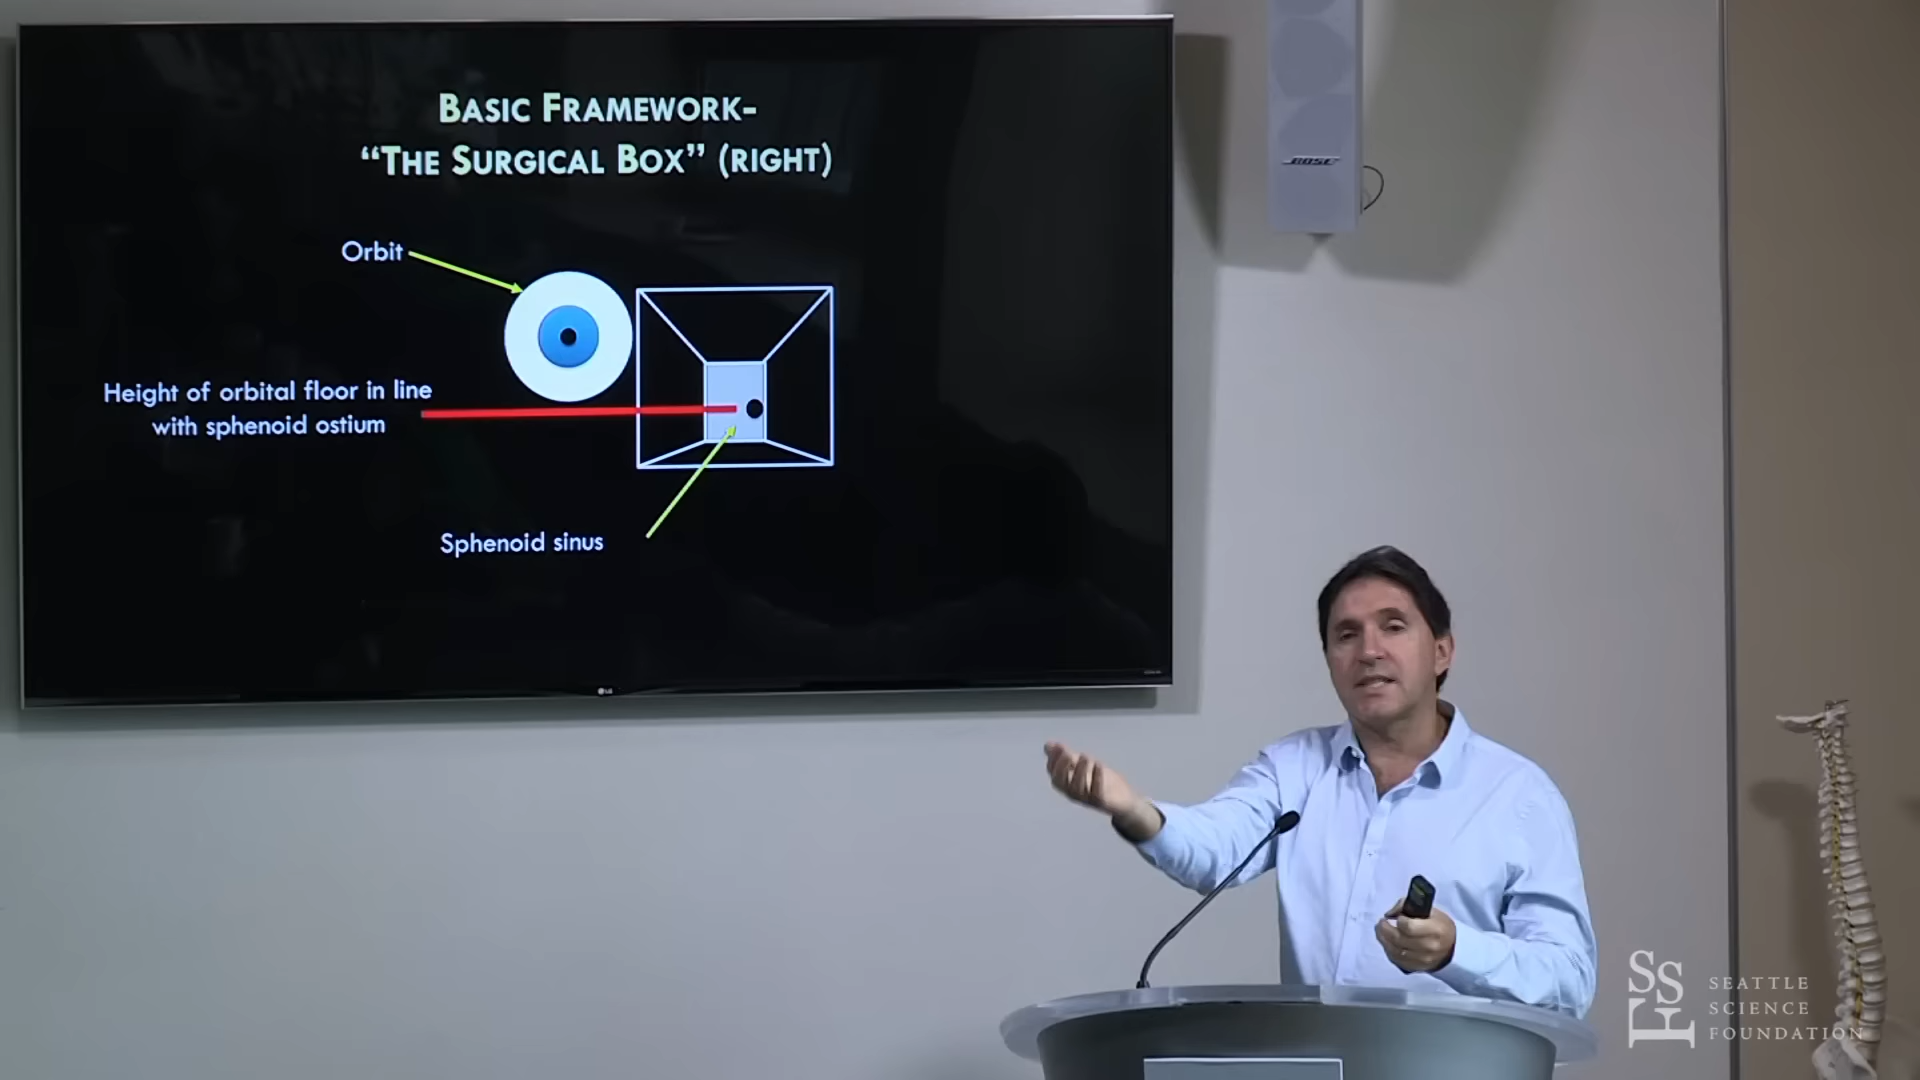 BASIC FRAMEWORK-
“THE SURGICAL BOX” (RIGHT)
Orbit
Height of orbital floor in line
with sphenoid ostium
Sphenoid sinus
LG
BOSE
SSF
SEATTLE
SCIENCE
FOUNDATION